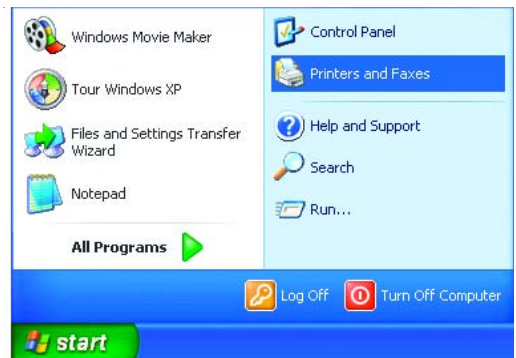 Windows Movie Maker
Tour Windows XP
Files and Settings Transfer
Wizard
Notepad
All Programs
Control Panel
Printers and Faxes
Help and Support
Search
Run...
Log Off
Turn Off Computer
start